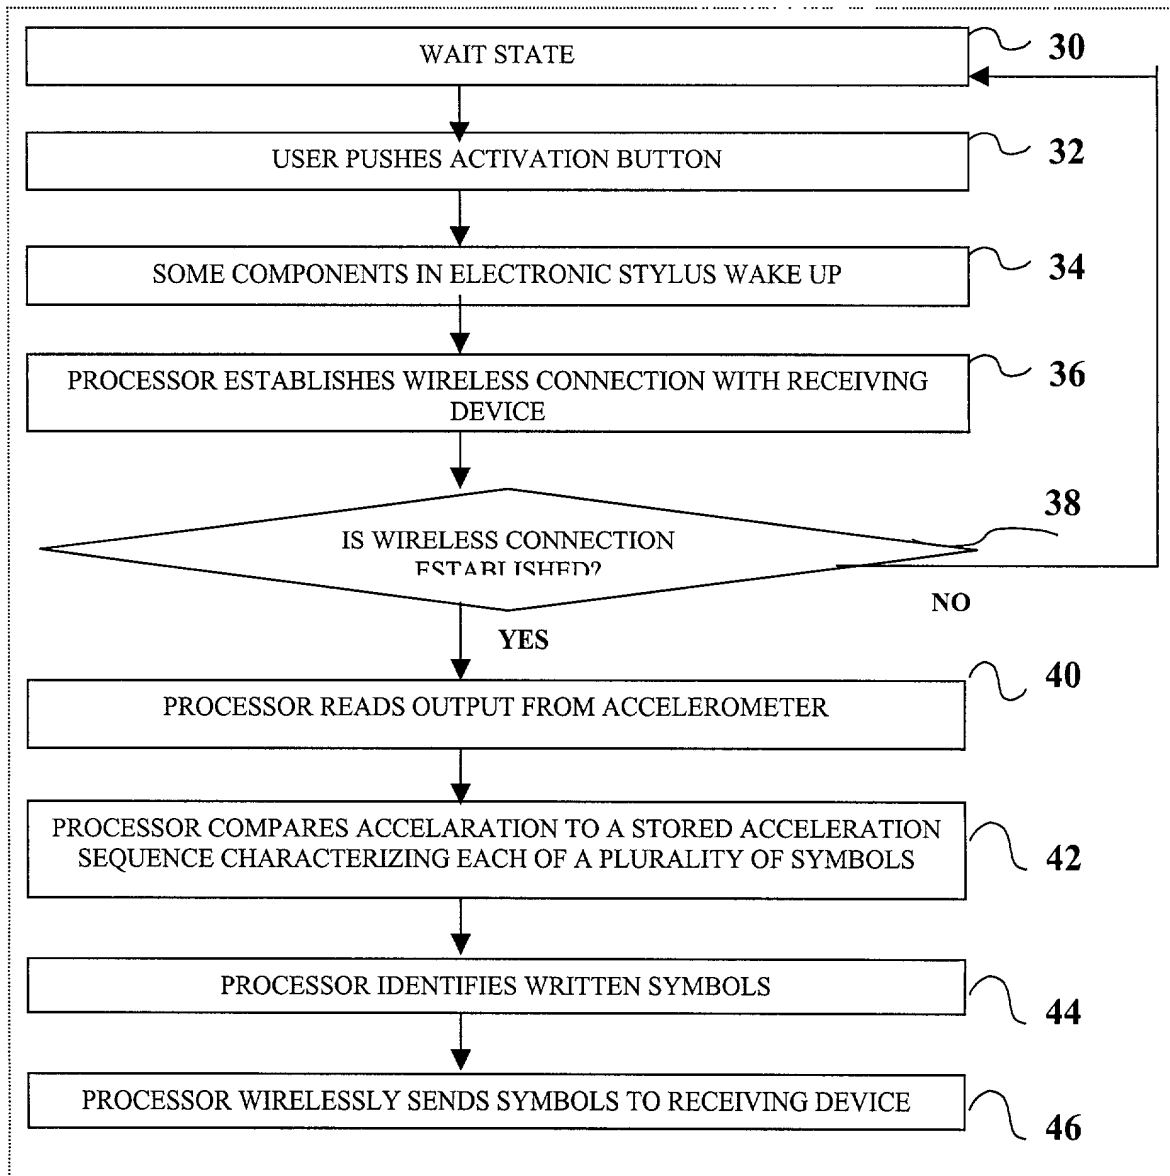 WAIT STATE
30
USER PUSHES ACTIVATION BUTTON
32
SOME COMPONENTS IN ELECTRONIC STYLUS WAKE UP
34
PROCESSOR ESTABLISHES WIRELESS CONNECTION WITH RECEIVING
DEVICE
36
IS WIRELESS CONNECTION
ESTABLISHED?
38
NO
YES
PROCESSOR READS OUTPUT FROM ACCELEROMETER
40
PROCESSOR COMPARES ACCELARATION TO A STORED ACCELERATION
SEQUENCE CHARACTERIZING EACH OF A PLURALITY OF SYMBOLS
42
PROCESSOR IDENTIFIES WRITTEN SYMBOLS
44
PROCESSOR WIRELESSLY SENDS SYMBOLS TO RECEIVING DEVICE
46